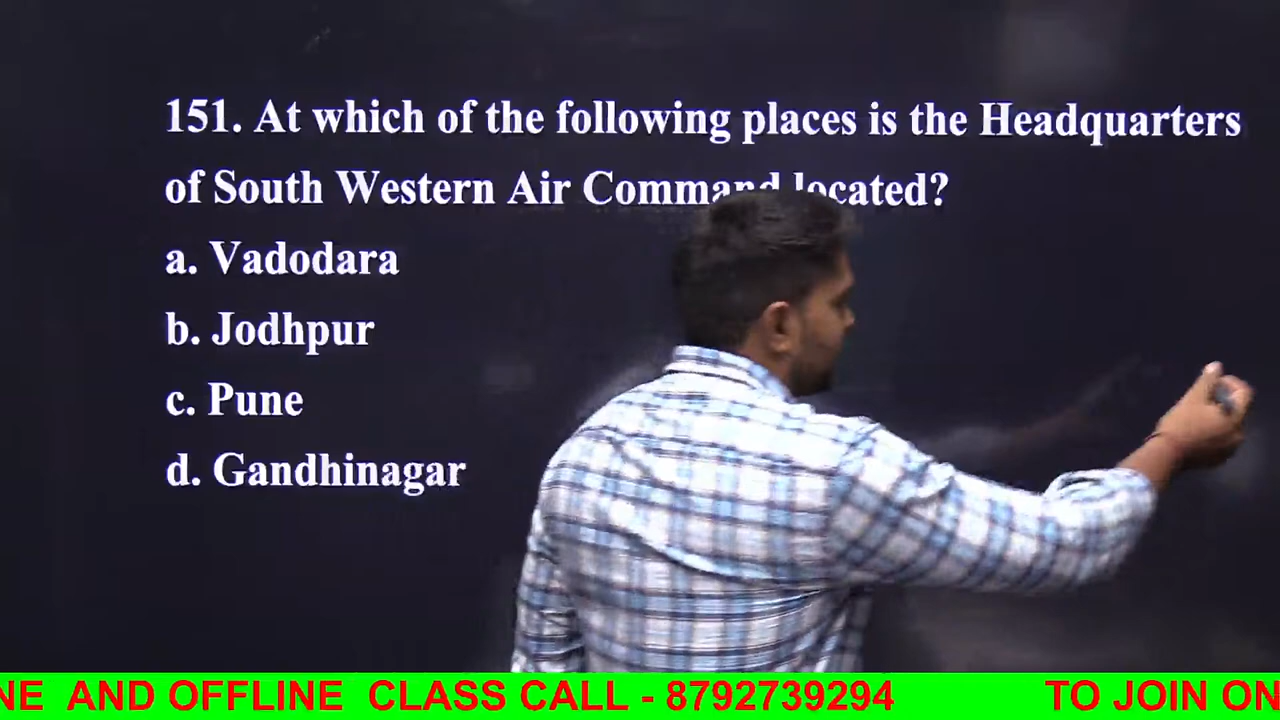 151. At which of the following places is the Headquarters
of South Western Air Command located?
a. Vadodara
b. Jodhpur
c. Pune
d. Gandhinagar
NE AND OFFLINE CLASS CALL - 8792739294 TO JOIN ON